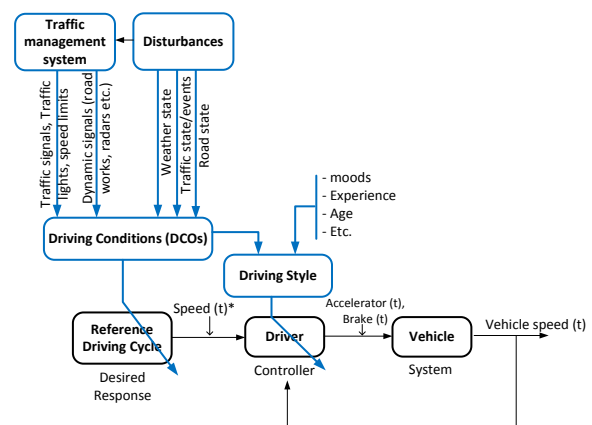 Traffic
management
system
Disturbances
Traffic signals, Traffic
lights, speed limits
Dynamic signals (road
works, radars etc.)
Weather state
Traffic state/events
Road state
- moods
- Experience
- Age
- Etc.
Driving Conditions (DCOs)
Driving Style
Speed (t)*
Accelerator (t),
Brake (t)
Vehicle speed (t)
Reference
Driving Cycle
Driver
Vehicle
Desired
Response
Controller
System